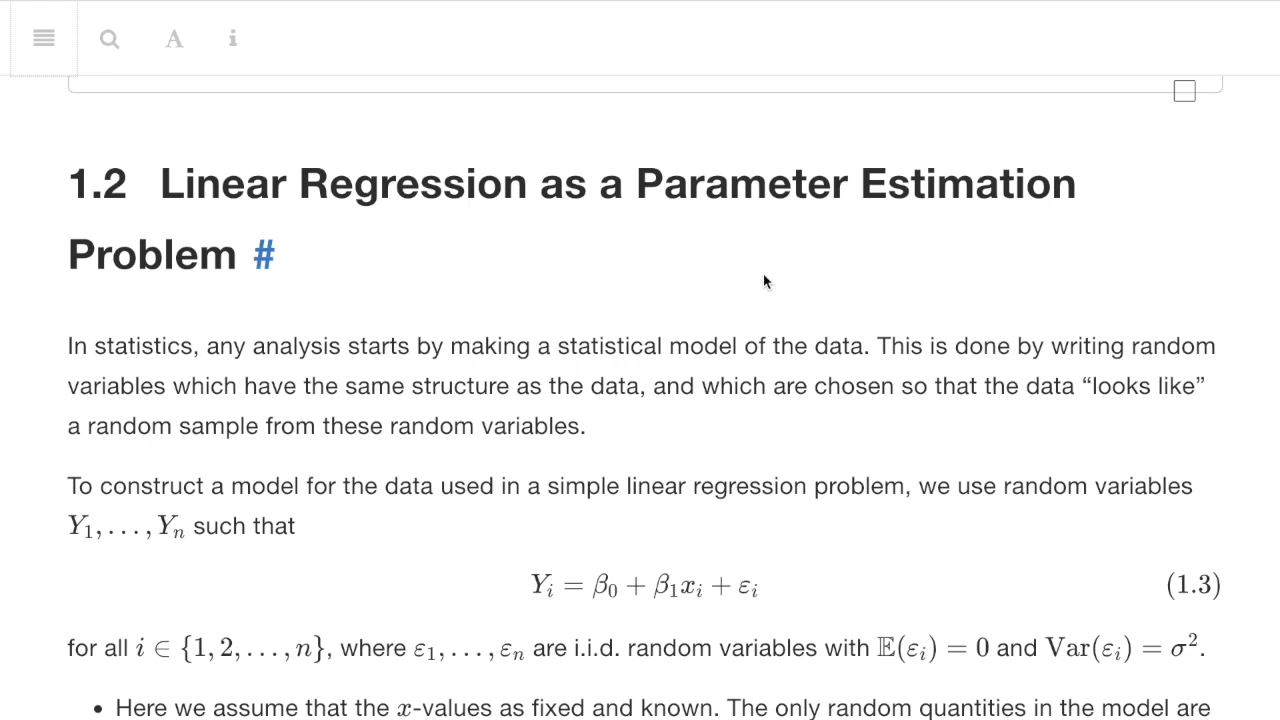 1.2 Linear Regression as a Parameter Estimation
Problem #
In statistics, any analysis starts by making a statistical model of the data. This is done by writing random
variables which have the same structure as the data, and which are chosen so that the data “looks like”
a random sample from these random variables.
To construct a model for the data used in a simple linear regression problem, we use random variables
Y₁, . . . , Yₙ such that
Yᵢ = β₀ + β₁xᵢ + εᵢ (1.3)
for all i ∈ {1, 2, . . . , n}, where ε₁, . . . , εₙ are i.i.d. random variables with 𝔼(εᵢ) = 0 and Var(εᵢ) = σ².
• Here we assume that the x-values as fixed and known. The only random quantities in the model are